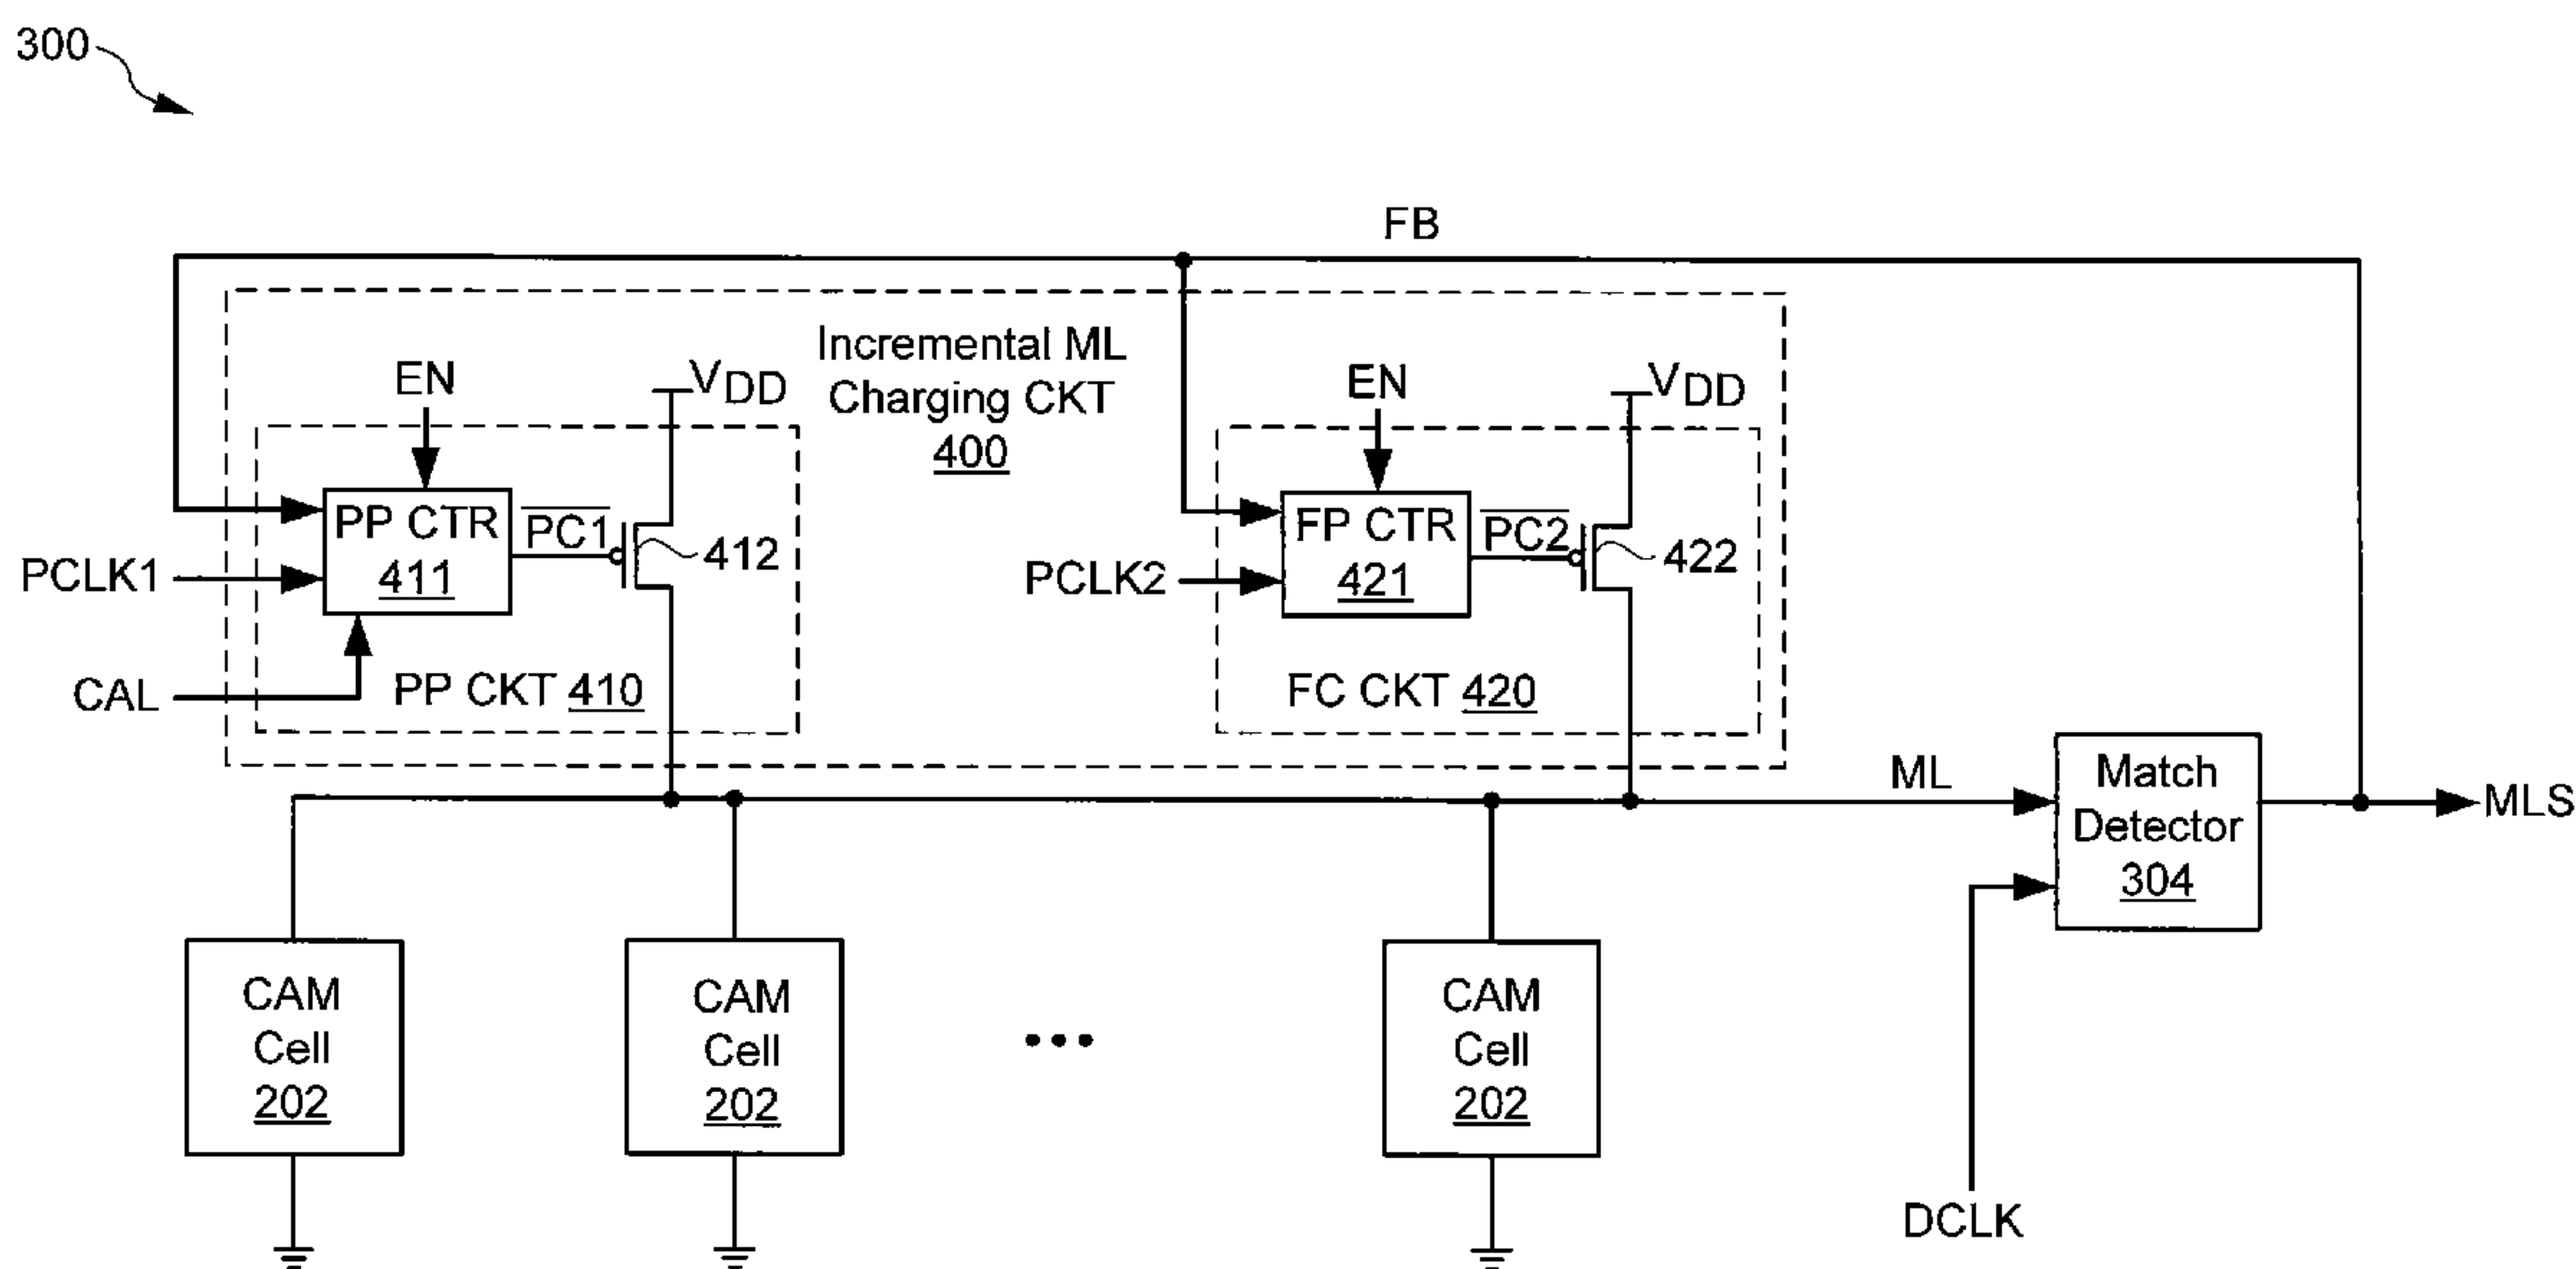 300
FB
Incremental ML
Charging CKT
400
EN
VDD
EN
VDD
PP CTR
411
PC1
412
FP CTR
421
PC2
422
PCLK1
PCLK2
CAL
PP CKT 410
FC CKT 420
ML
Match
Detector
304
MLS
CAM
Cell
202
CAM
Cell
202
•••
CAM
Cell
202
DCLK